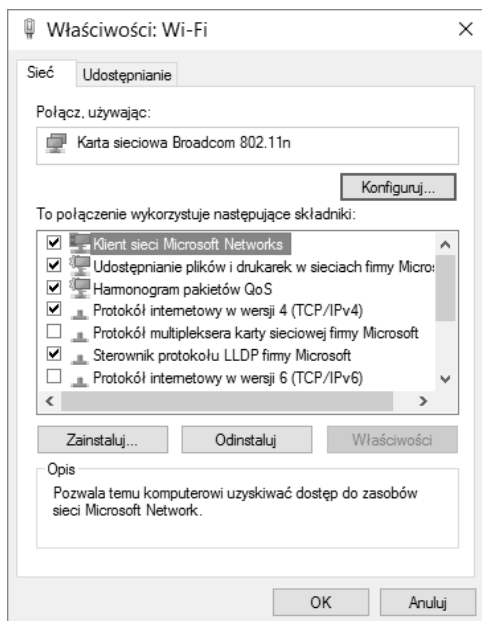 Właściwości: Wi-Fi
Sieć Udostępnianie
Połącz, używając:
Karta sieciowa Broadcom 802.11n
Konfiguruj...
To połączenie wykorzystuje następujące składniki:
Klient sieci Microsoft Networks
Udostępnianie plików i drukarek w sieciach firmy Micro
Harmonogram pakietów QoS
Protokół internetowy w wersji 4 (TCP/IPv4)
Protokół multipleksera karty sieciowej firmy Microsoft
Sterownik protokołu LLDP firmy Microsoft
Protokół internetowy w wersji 6 (TCP/IPv6)
Zainstaluj... Odinstaluj Właściwości
Opis
Pozwala temu komputerowi uzyskiwać dostęp do zasobów
sieci Microsoft Network.
OK Anuluj